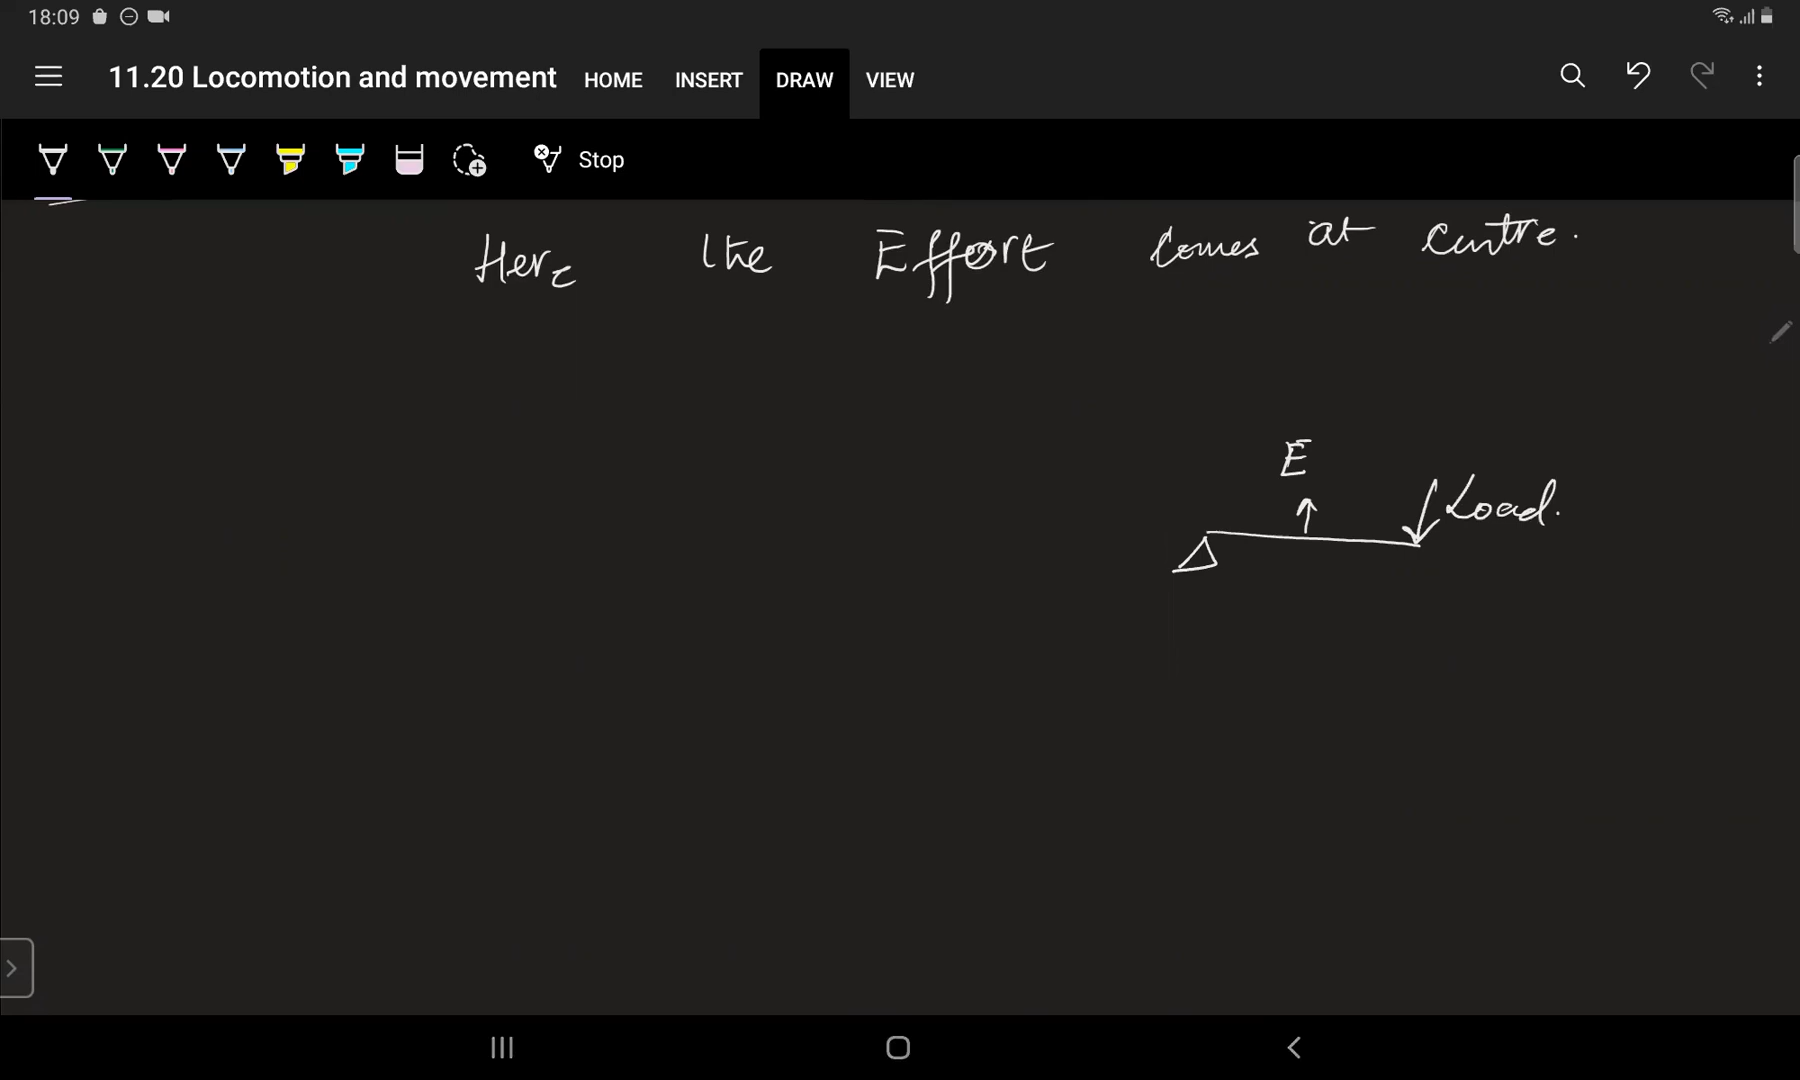 18:09
11.20 Locomotion and movement HOME INSERT DRAW VIEW
Stop
Here the Effort comes at centre.
E
Load.